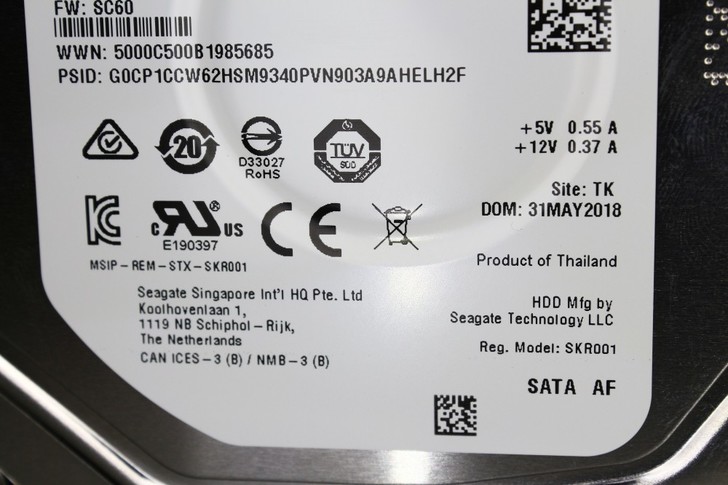 FW: SC60
WWN: 5000C500B1985685
PSID: G0CP1CCW62HSM9340PVN903A9AHELH2F
20
D33027
RoHS
TÜV
SÜD
+5V 0.55 A
+12V 0.37 A
Site: TK
DOM: 31MAY2018
c RU ® US
E190397
CE
MSIP-REM-STX-SKR001
Product of Thailand
Seagate Singapore Int'l HQ Pte. Ltd
Koolhovenlaan 1,
1119 NB Schiphol-Rijk,
The Netherlands
CAN ICES-3 (B) / NMB-3 (B)
HDD Mfg by
Seagate Technology LLC
Reg. Model: SKR001
SATA AF